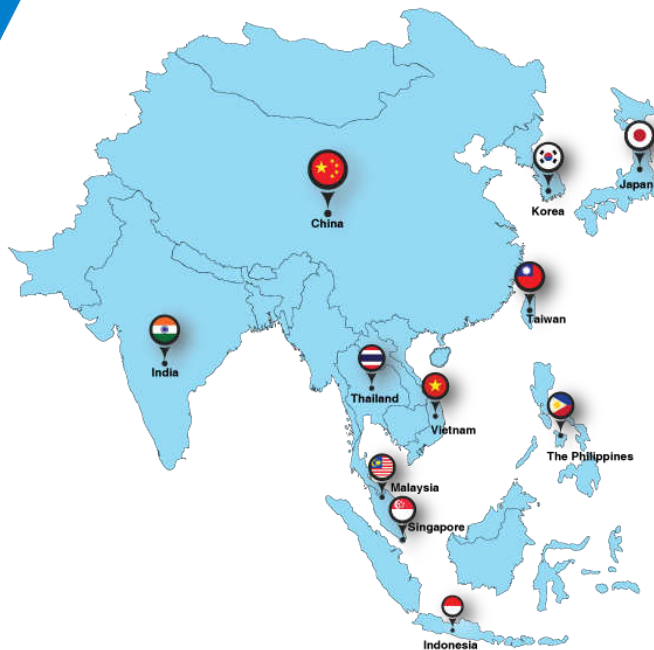 Japan
Korea
China
Taiwan
India
Thailand
Vietnam
The Philippines
Malaysia
Singapore
Indonesia